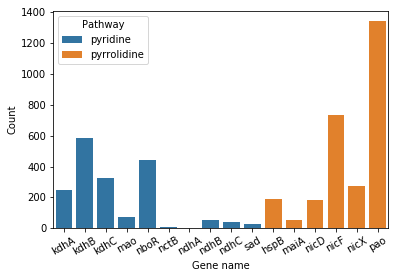 Pathway
pyridine
pyrrolidine
Count
1400
1200
1000
800
600
400
200
0
kdhA kdhB kdhC mao nboR nctB ndhA ndhB ndhC sad hspB maiA nicD nicF nicX pao
Gene name